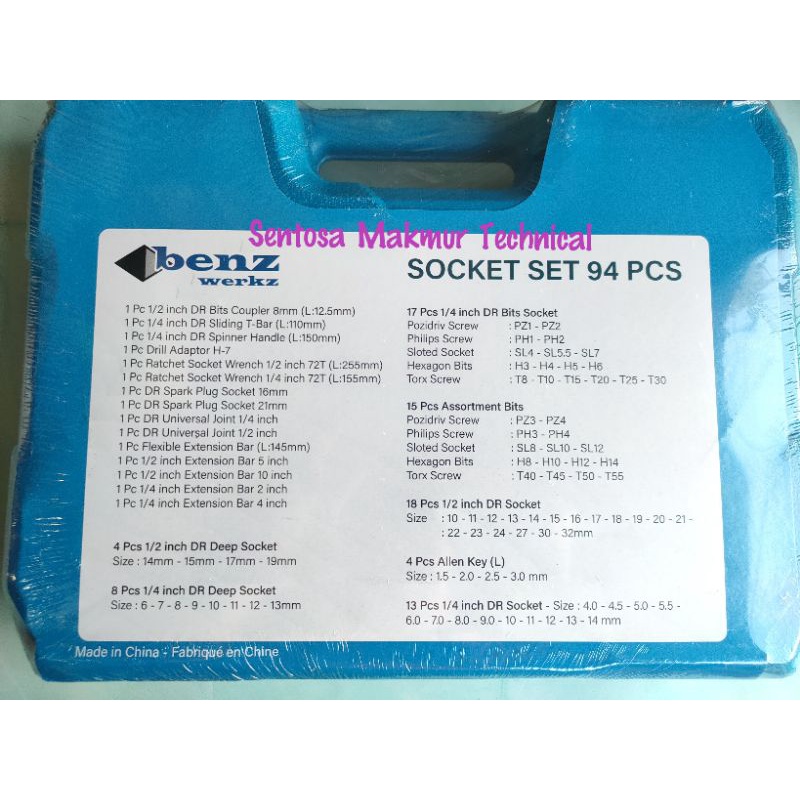 Sentosa Makmur Technical
benz
werkz
SOCKET SET 94 PCS
1 Pc 1/2 inch DR Bits Coupler 8mm (L:12.5mm)
1 Pc 1/4 inch DR Sliding T-Bar (L:110mm)
1 Pc 1/4 inch DR Spinner Handle (L:150mm)
1 Pc Drill Adaptor H-7
1 Pc Ratchet Socket Wrench 1/2 inch 72T (L:255mm)
1 Pc Ratchet Socket Wrench 1/4 inch 72T (L:155mm)
1 Pc DR Spark Plug Socket 16mm
1 Pc DR Spark Plug Socket 21mm
1 Pc DR Universal Joint 1/4 inch
1 Pc DR Universal Joint 1/2 inch
1 Pc Flexible Extension Bar (L:145mm)
1 Pc 1/2 inch Extension Bar 5 inch
1 Pc 1/2 inch Extension Bar 10 inch
1 Pc 1/4 inch Extension Bar 2 inch
1 Pc 1/4 inch Extension Bar 4 inch
4 Pcs 1/2 inch DR Deep Socket
Size : 14mm - 15mm - 17mm - 19mm
8 Pcs 1/4 inch DR Deep Socket
Size : 6 - 7 - 8 - 9 - 10 - 11 - 12 - 13mm
17 Pcs 1/4 inch DR Bits Socket
Pozidriv Screw : PZ1 - PZ2
Philips Screw : PH1 - PH2
Sloted Socket : SL4 - SL5.5 - SL7
Hexagon Bits : H3 - H4 - H5 - H6
Torx Screw : T8 - T10 - T15 - T20 - T25 - T30
15 Pcs Assortment Bits
Pozidriv Screw : PZ3 - PZ4
Philips Screw : PH3 - PH4
Sloted Socket : SL8 - SL10 - SL12
Hexagon Bits : H8 - H10 - H12 - H14
Torx Screw : T40 - T45 - T50 - T55
18 Pcs 1/2 inch DR Socket
Size : 10 - 11 - 12 - 13 - 14 - 15 - 16 - 17 - 18 - 19 - 20 - 21 -
: 22 - 23 - 24 - 27 - 30 - 32mm
4 Pcs Allen Key (L)
Size : 1.5 - 2.0 - 2.5 - 3.0 mm
13 Pcs 1/4 inch DR Socket - Size : 4.0 - 4.5 - 5.0 - 5.5 -
6.0 - 7.0 - 8.0 - 9.0 - 10 - 11 - 12 - 13 - 14 mm
Made in China - Fabriqué en Chine